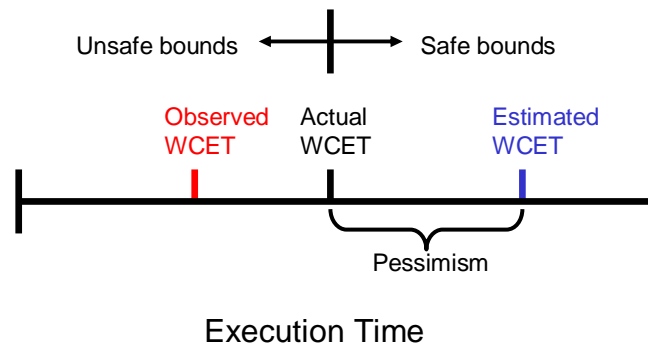 Unsafe bounds
Safe bounds
Observed
WCET
Actual
WCET
Estimated
WCET
Pessimism
Execution Time